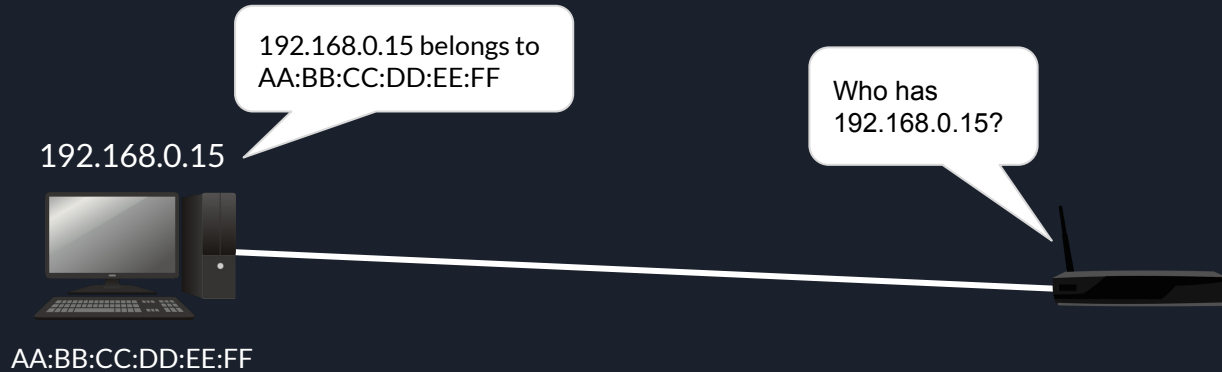 192.168.0.15 belongs to
AA:BB:CC:DD:EE:FF
Who has
192.168.0.15?
192.168.0.15
AA:BB:CC:DD:EE:FF